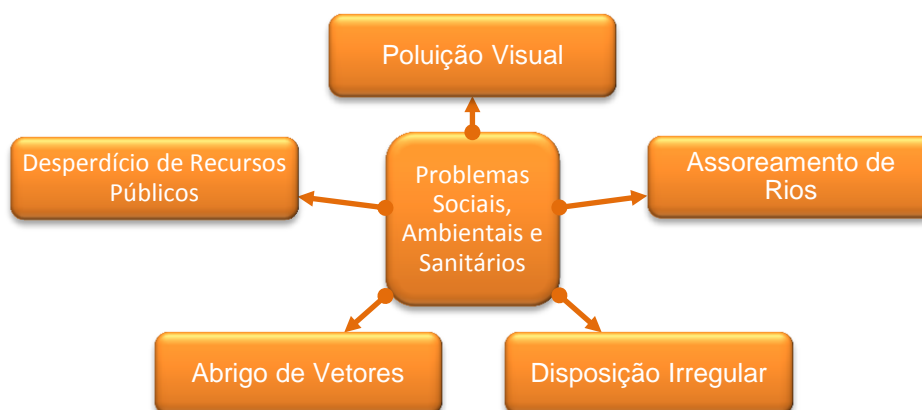 Poluição Visual
Desperdício de Recursos
Públicos
Problemas
Sociais,
Ambientais e
Sanitários
Assoreamento de
Rios
Abrigo de Vetores
Disposição Irregular